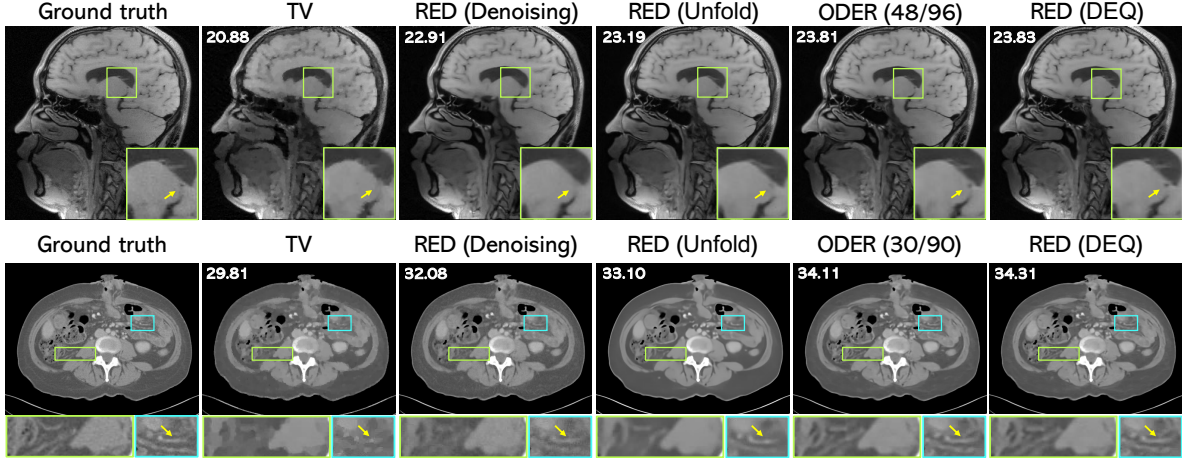 Ground truth TV RED (Denoising) RED (Unfold) ODER (48/96) RED (DEQ)
20.88 22.91 23.19 23.81 23.83
Ground truth TV RED (Denoising) RED (Unfold) ODER (30/90) RED (DEQ)
29.81 32.08 33.10 34.11 34.31